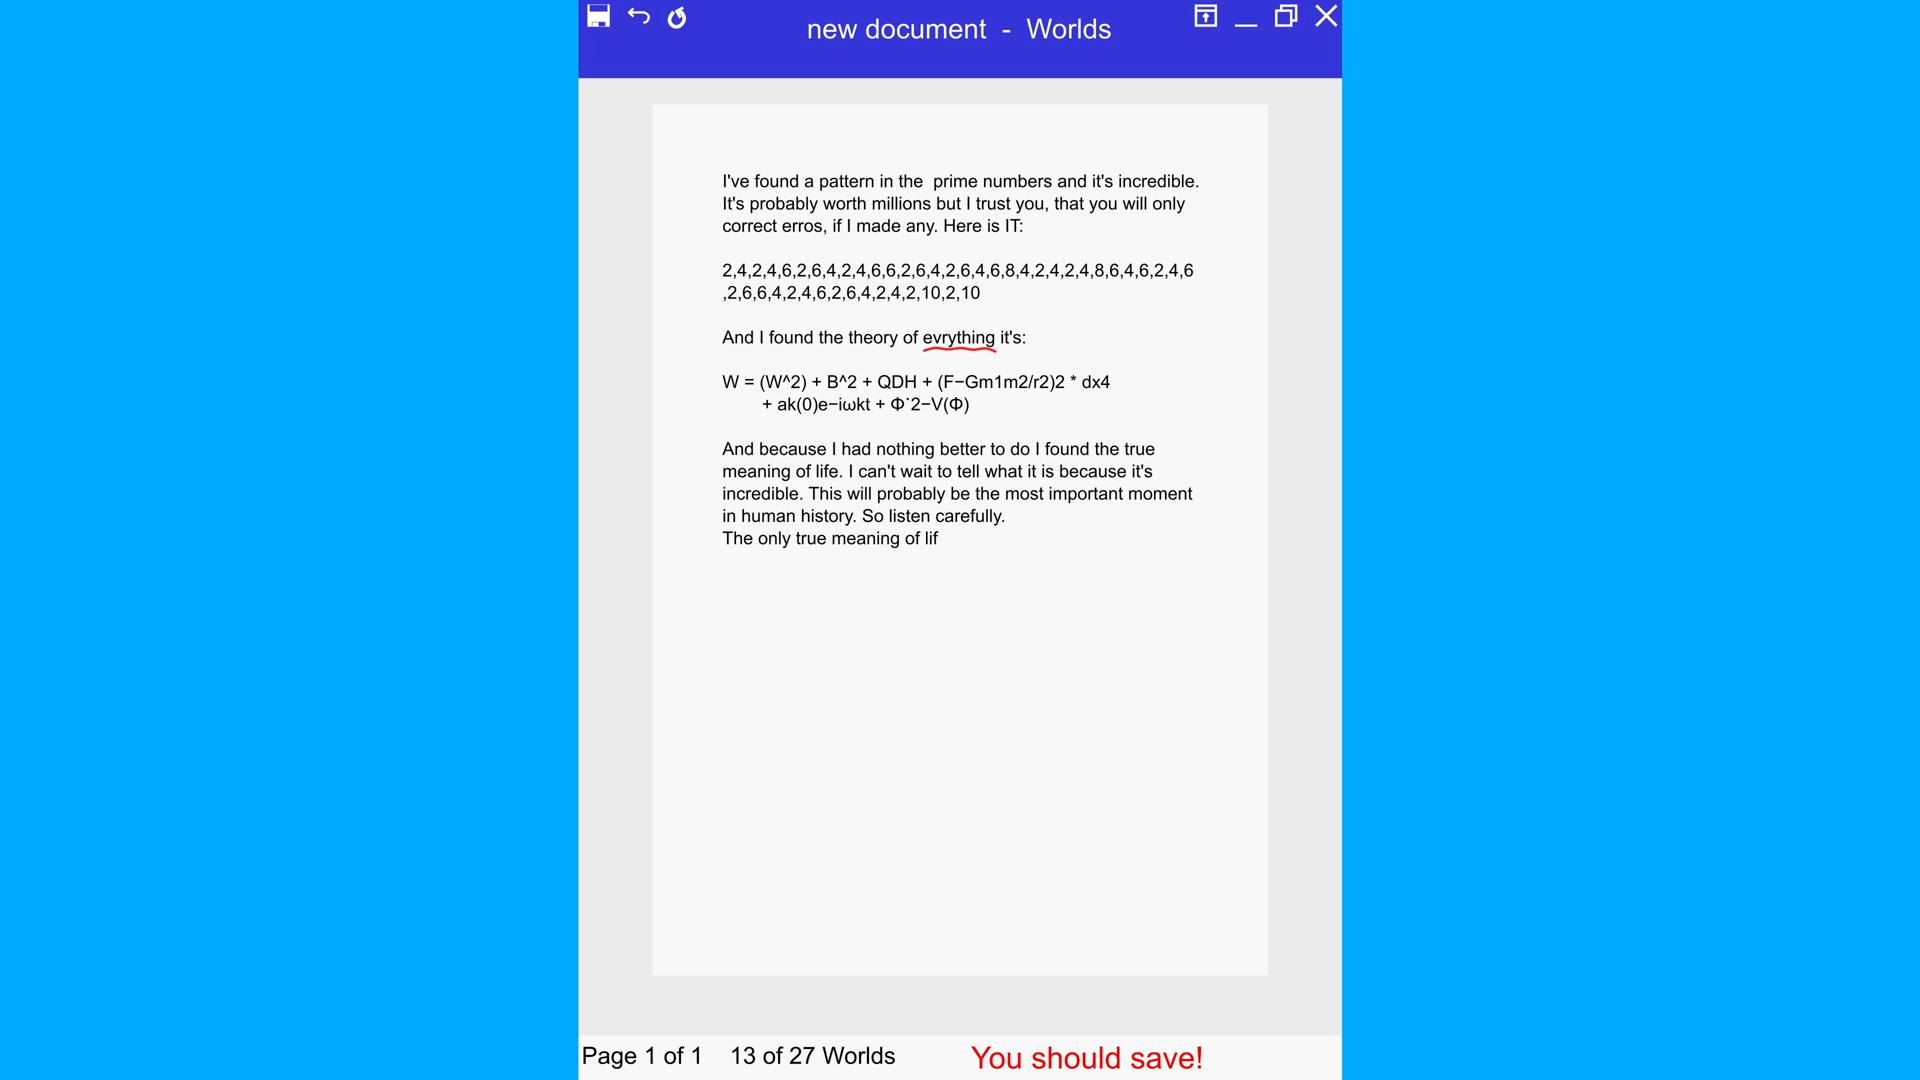 new document - Worlds
I've found a pattern in the  prime numbers and it's incredible.
It's probably worth millions but I trust you, that you will only
correct erros, if I made any. Here is IT:
2,4,2,4,6,2,6,4,2,4,6,6,2,6,4,2,6,4,6,8,4,2,4,2,4,8,6,4,6,2,4,6
,2,6,6,4,2,4,6,2,6,4,2,4,2,10,2,10
And I found the theory of evrything it's:
W = (W^2) + B^2 + QDH + (F−Gm1m2/r2)2 * dx4
+ ak(0)e−iωkt + Φ˙2−V(Φ)
And because I had nothing better to do I found the true
meaning of life. I can't wait to tell what it is because it's
incredible. This will probably be the most important moment
in human history. So listen carefully.
The only true meaning of lif
Page 1 of 1 13 of 27 Worlds You should save!